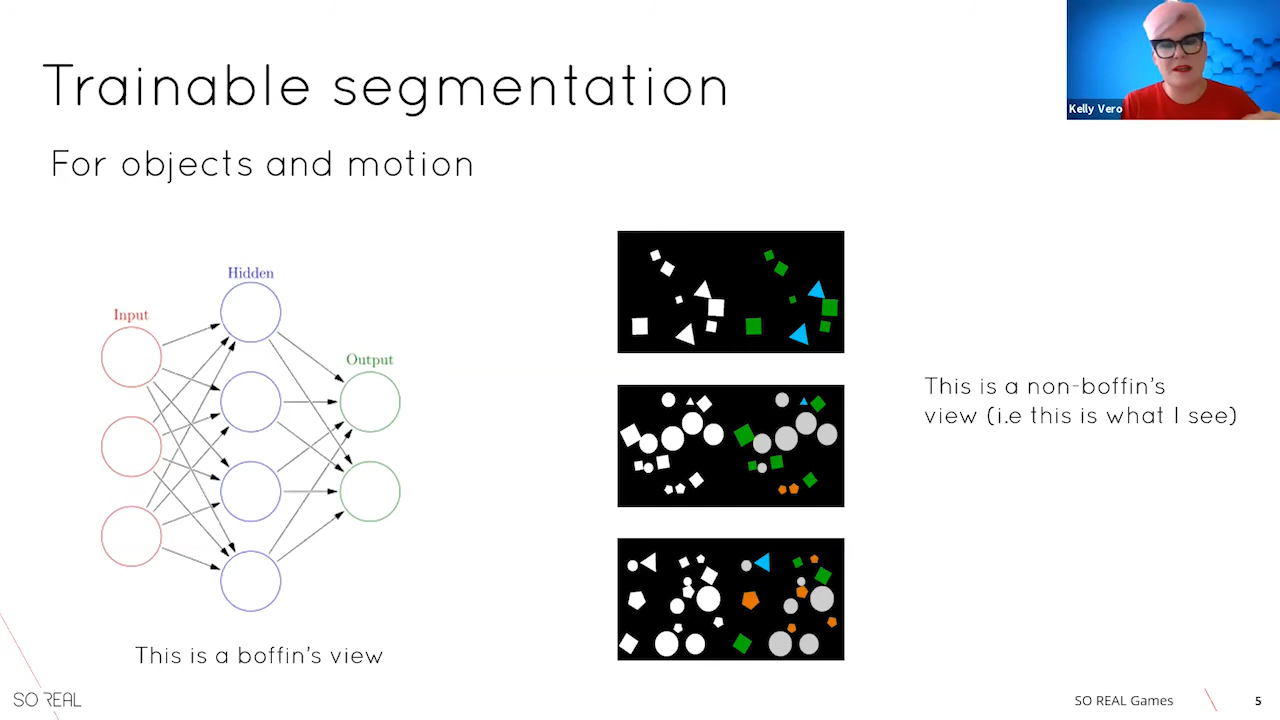 Trainable segmentation
For objects and motion
Kelly Vero
Hidden
Input
Output
This is a boffin's view
This is a non-boffin's
view (i.e this is what I see)
SO REAL
SO REAL Games
5